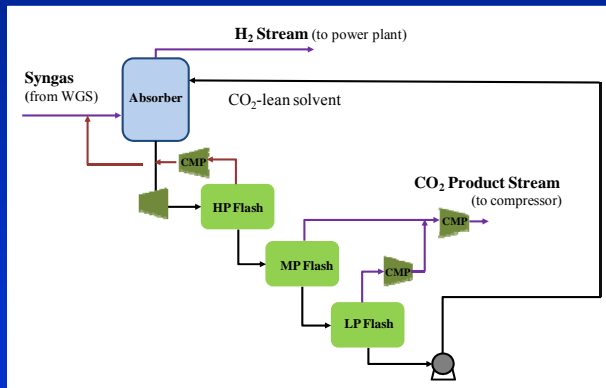 H2 Stream (to power plant)
Syngas
(from WGS)
Absorber
CO2-lean solvent
CMP
CO2 Product Stream
(to compressor)
HP Flash
CMP
MP Flash
CMP
LP Flash